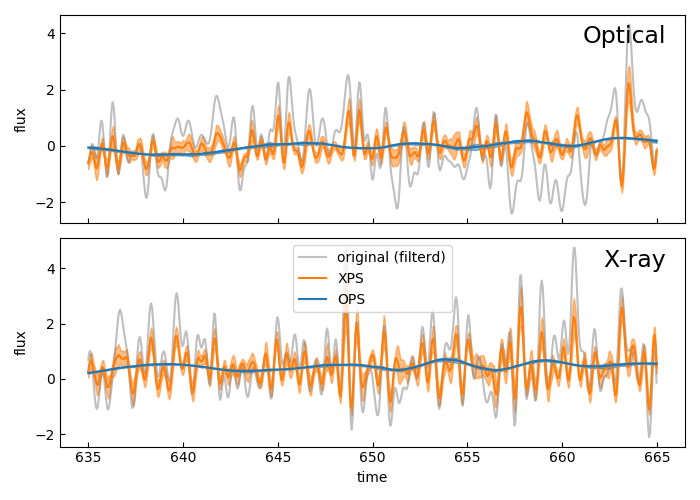 Optical
flux
4
2
0
−2
X-ray
original (filterd)
XPS
OPS
flux
4
2
0
−2
635 640 645 650 655 660 665
time